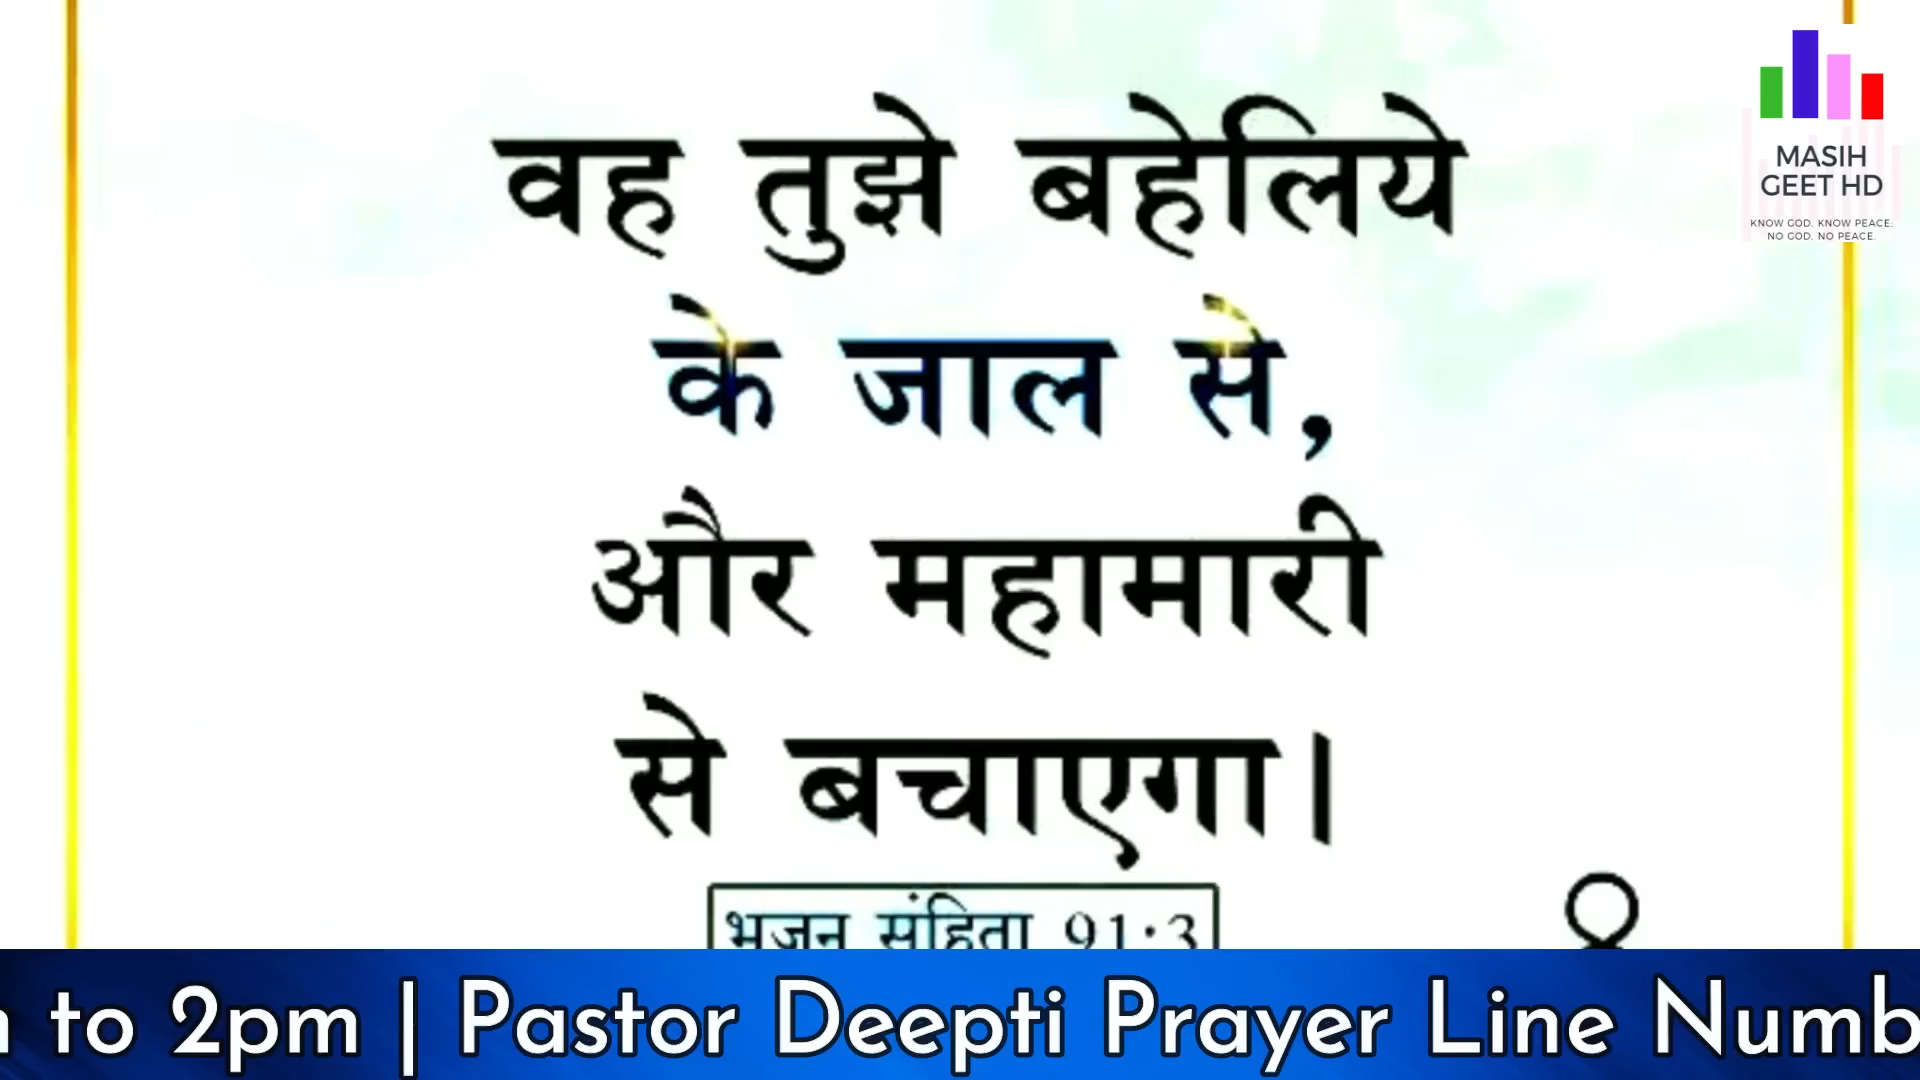 वह तुझे बहेलिये
के जाल से,
और महामारी
से बचाएगा।
भजन संहिता 91:3
MASIH
GEET HD
KNOW GOD. KNOW PEACE.
NO GOD. NO PEACE.
to 2pm | Pastor Deepti Prayer Line